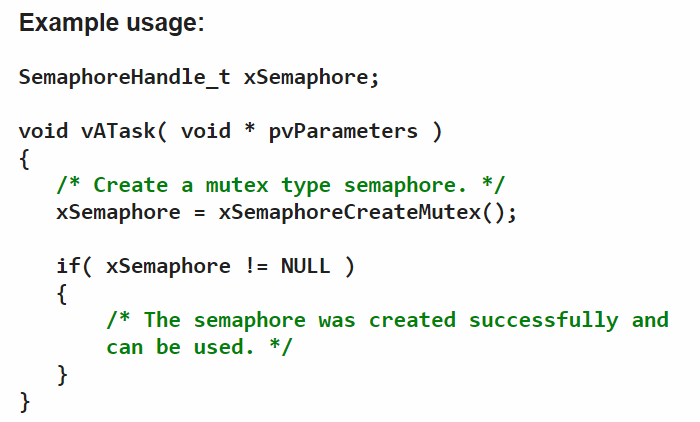 Example usage:
SemaphoreHandle_t xSemaphore;
void vATask( void * pvParameters )
{
/* Create a mutex type semaphore. */
xSemaphore = xSemaphoreCreateMutex();
if( xSemaphore != NULL )
{
/* The semaphore was created successfully and
can be used. */
}
}